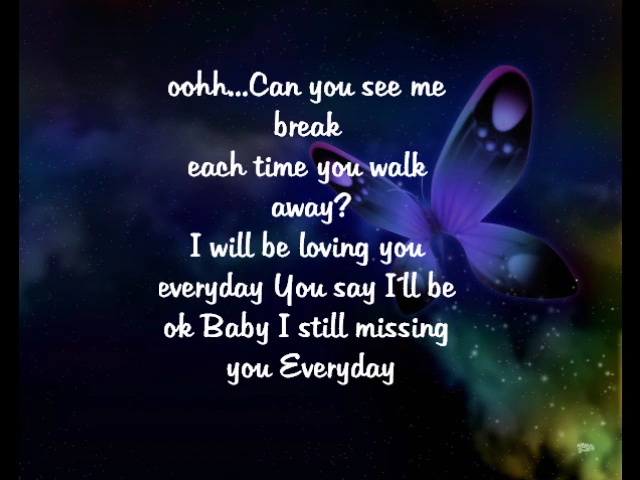 oohh...Can you see me
break
each time you walk
away?
I will be loving you
everyday You say I'll be
ok Baby I still missing
you Everyday